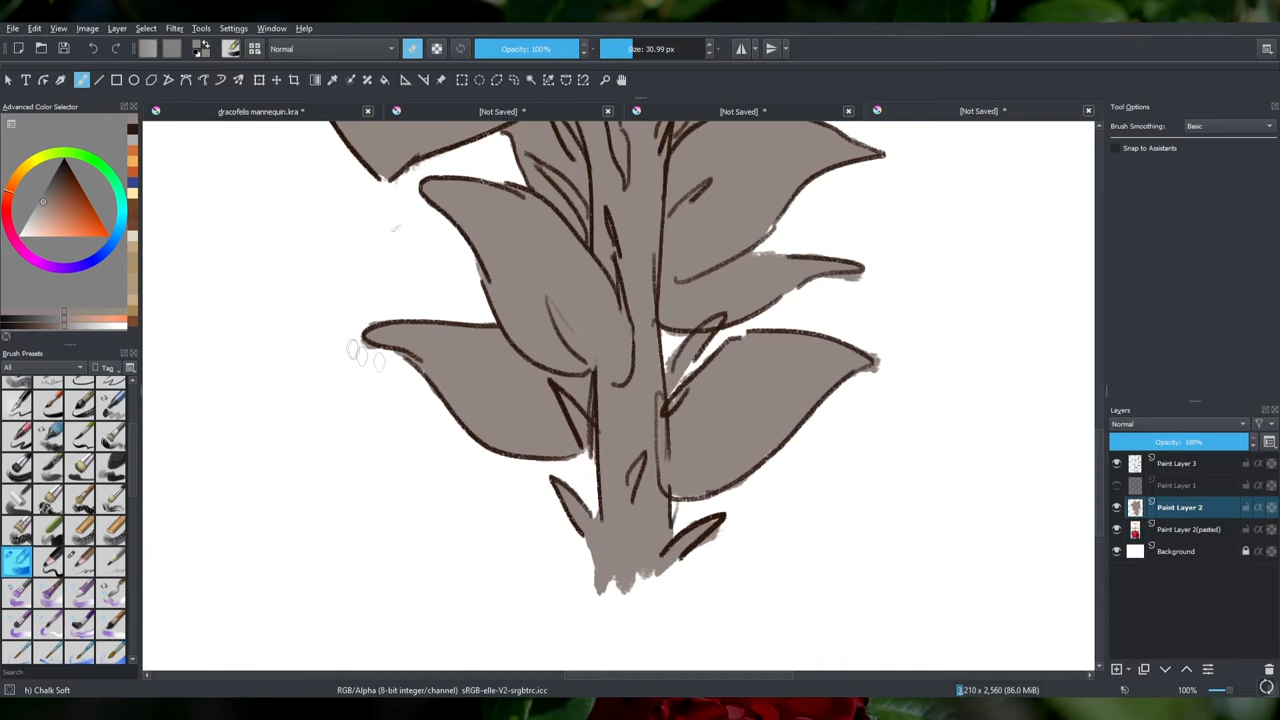 File Edit View Image Layer Select Filter Tools Settings Window Help
Normal Opacity: 100% Size: 30.99 px
Advanced Color Selector
dracofelis mannequin.kra * [Not Saved] * [Not Saved] * [Not Saved] *
Tool Options
Brush Smoothing: Basic
Snap to Assistants
Brush Presets
All Tag
Search
Layers
Normal
Opacity: 100%
Paint Layer 3
Paint Layer 1
Paint Layer 2
Paint Layer 2(pasted)
Background
h) Chalk Soft RGB/Alpha (8-bit integer/channel) sRGB-elle-V2-srgbtrc.icc 3,210 x 2,560 (86.0 MiB) 100%